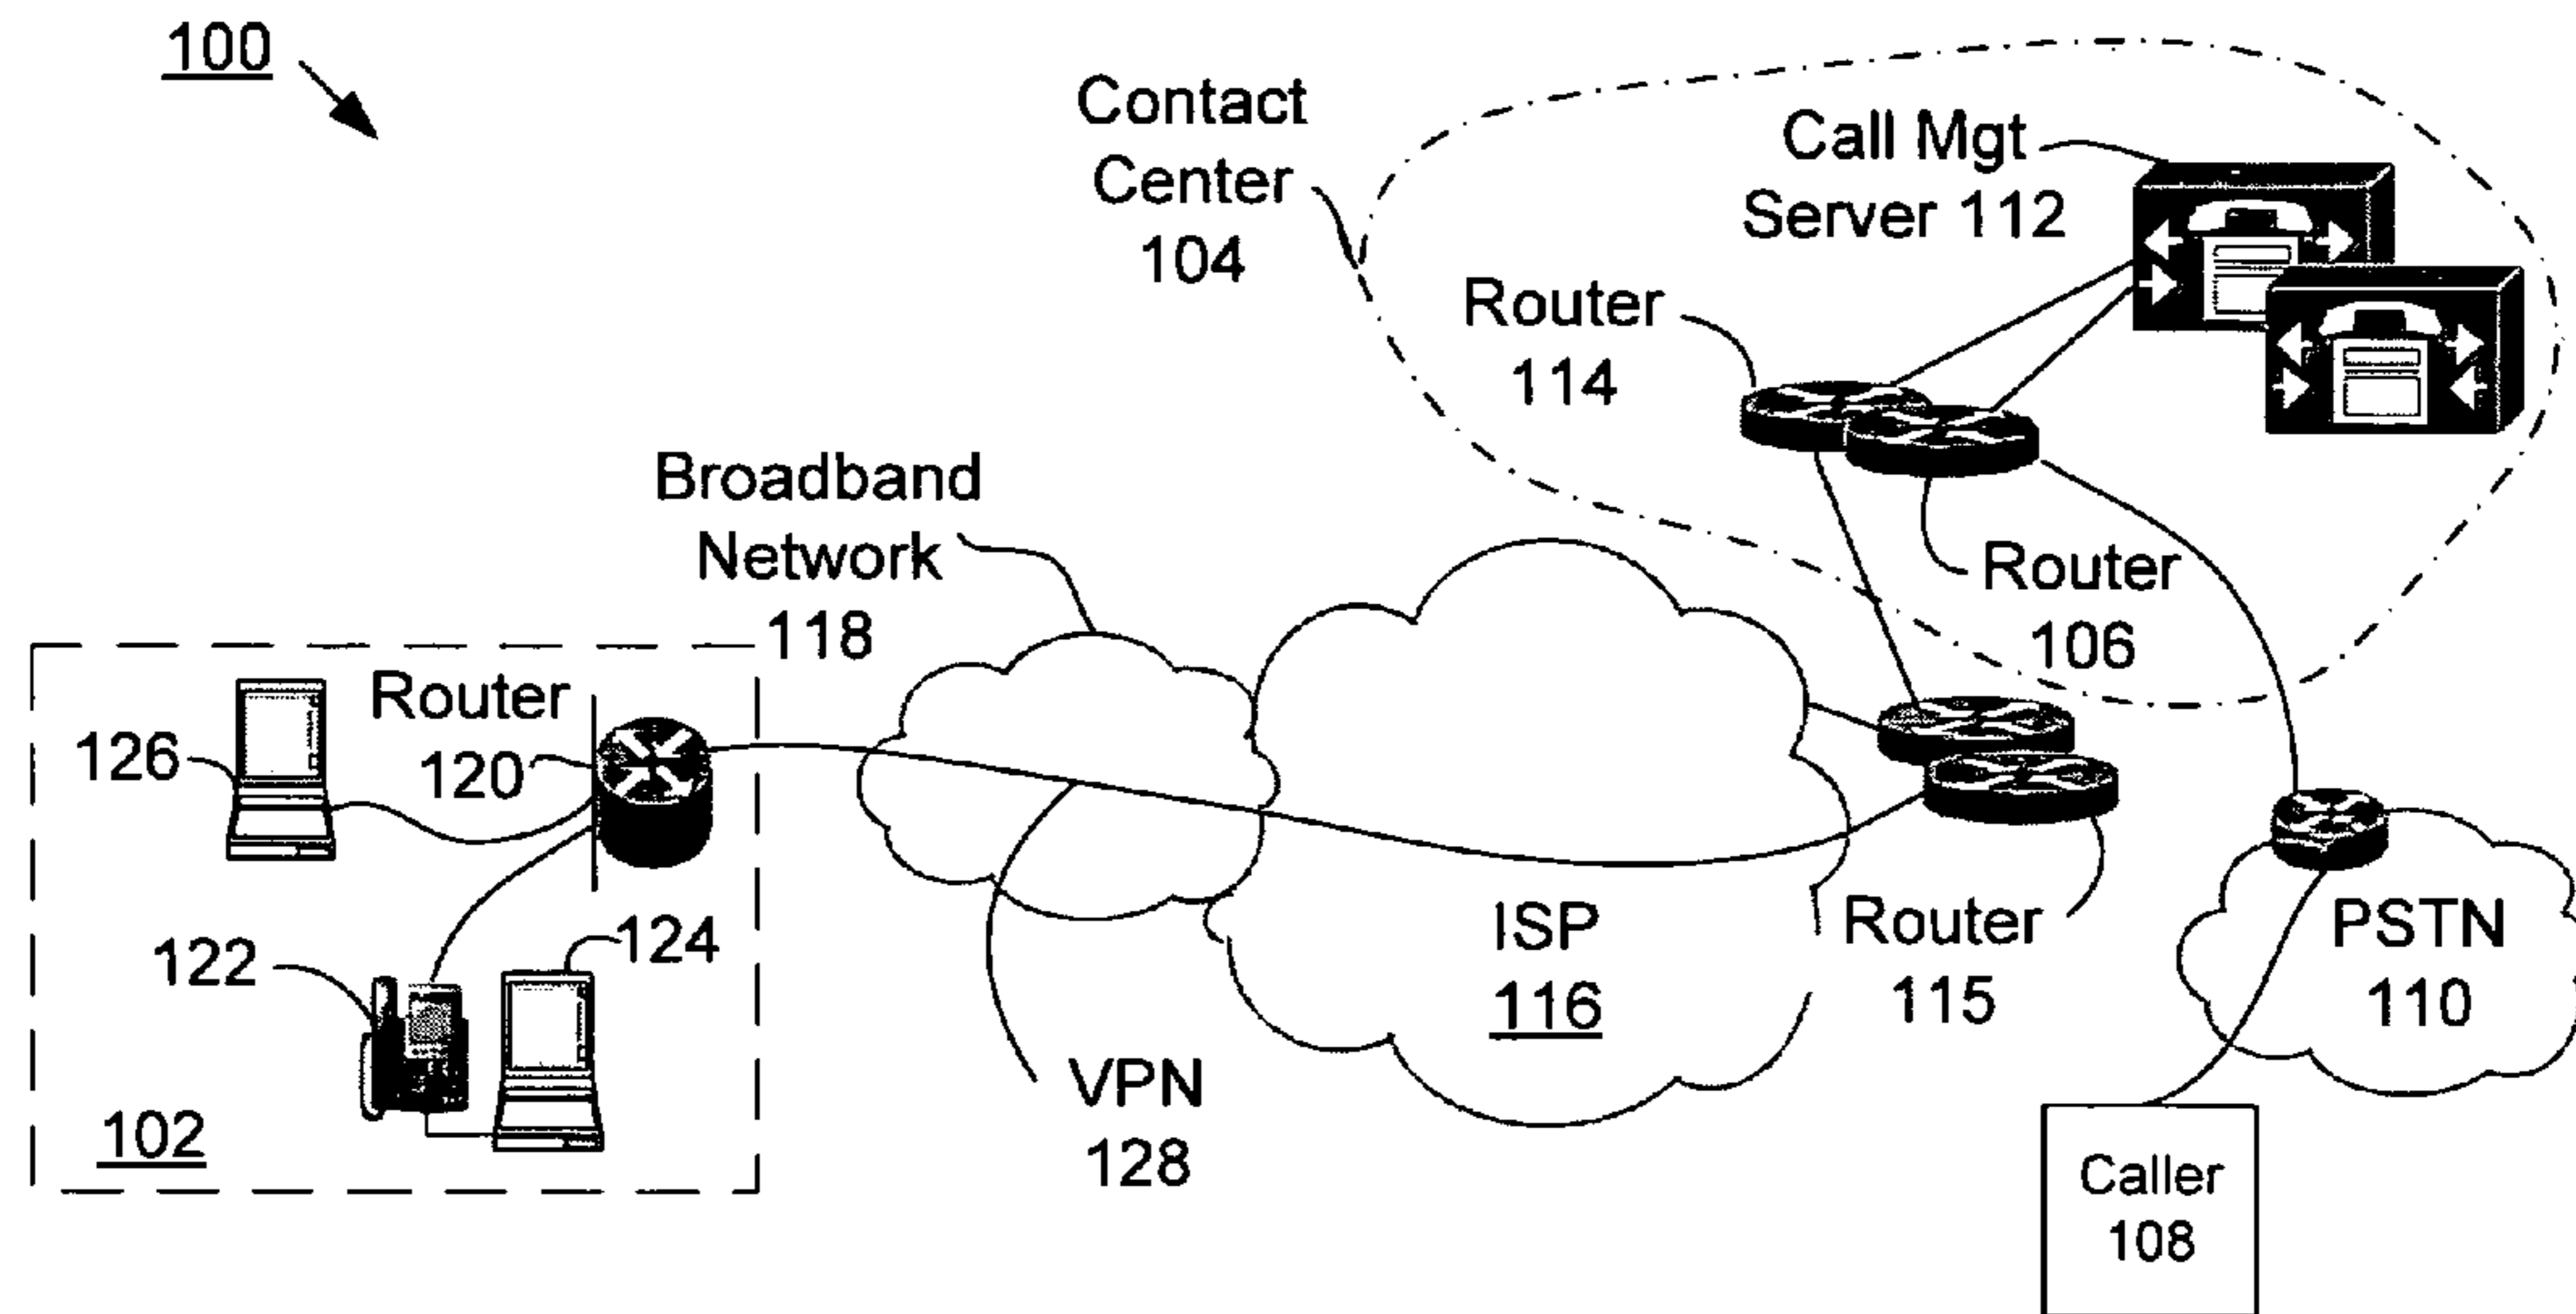 100
Contact
Center
104
Call Mgt
Server 112
Router
114
Broadband
Network
118
Router
106
Router
120
126
122
124
102
VPN
128
ISP
116
Router
115
PSTN
110
Caller
108